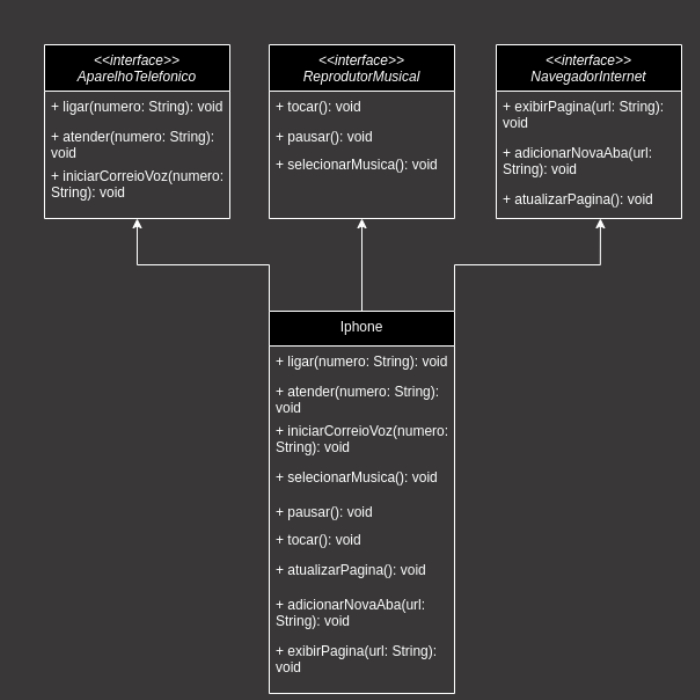 <<interface>>
AparelhoTelefonico
+ ligar(numero: String): void
+ atender(numero: String):
void
+ iniciarCorreioVoz(numero:
String): void
<<interface>>
ReprodutorMusical
+ tocar(): void
+ pausar(): void
+ selecionarMusica(): void
<<interface>>
NavegadorInternet
+ exibirPagina(url: String):
void
+ adicionarNovaAba(url:
String): void
+ atualizarPagina(): void
Iphone
+ ligar(numero: String): void
+ atender(numero: String):
void
+ iniciarCorreioVoz(numero:
String): void
+ selecionarMusica(): void
+ pausar(): void
+ tocar(): void
+ atualizarPagina(): void
+ adicionarNovaAba(url:
String): void
+ exibirPagina(url: String):
void